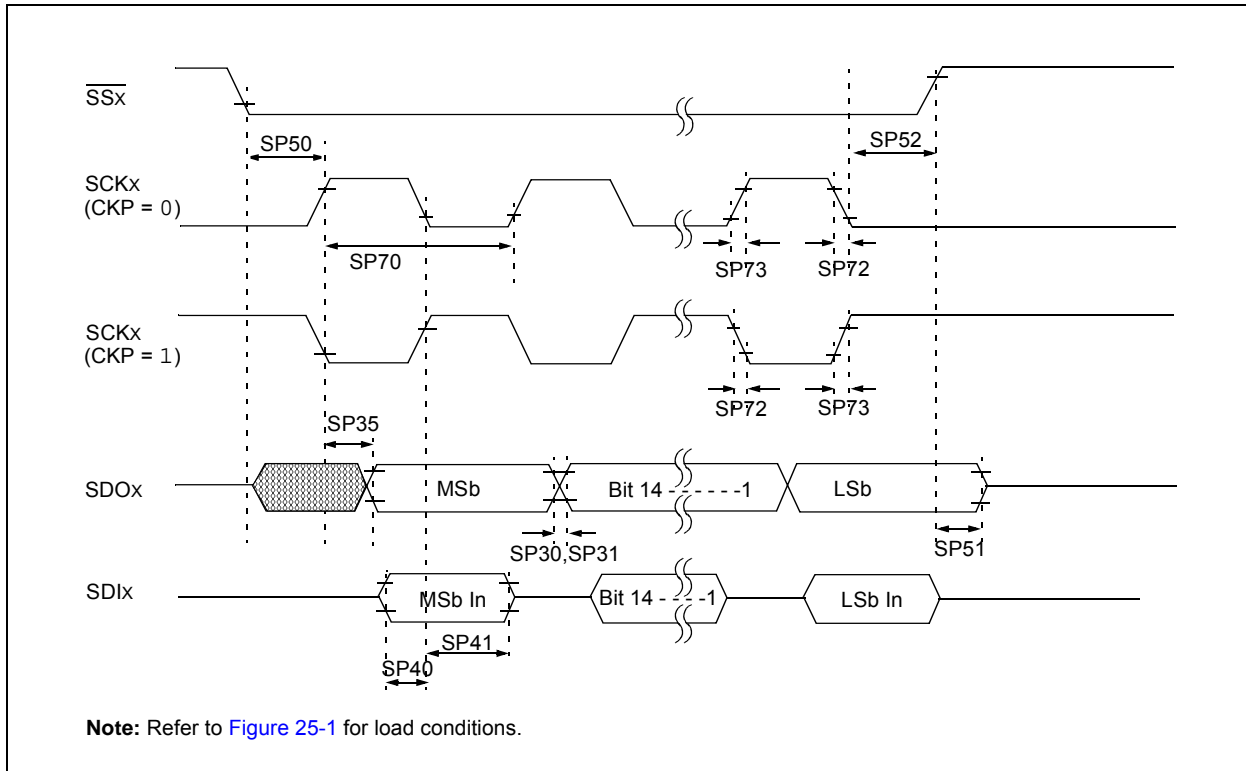 SSx
SP50
SP52
SCKx
(CKP = 0)
SP70
SP73
SP72
SCKx
(CKP = 1)
SP72
SP73
SP35
SDOx
MSb
Bit 14 - - - - - -1
LSb
SP30,SP31
SP51
SDIx
MSb In
Bit 14 - - - -1
LSb In
SP41
SP40
Note: Refer to Figure 25-1 for load conditions.